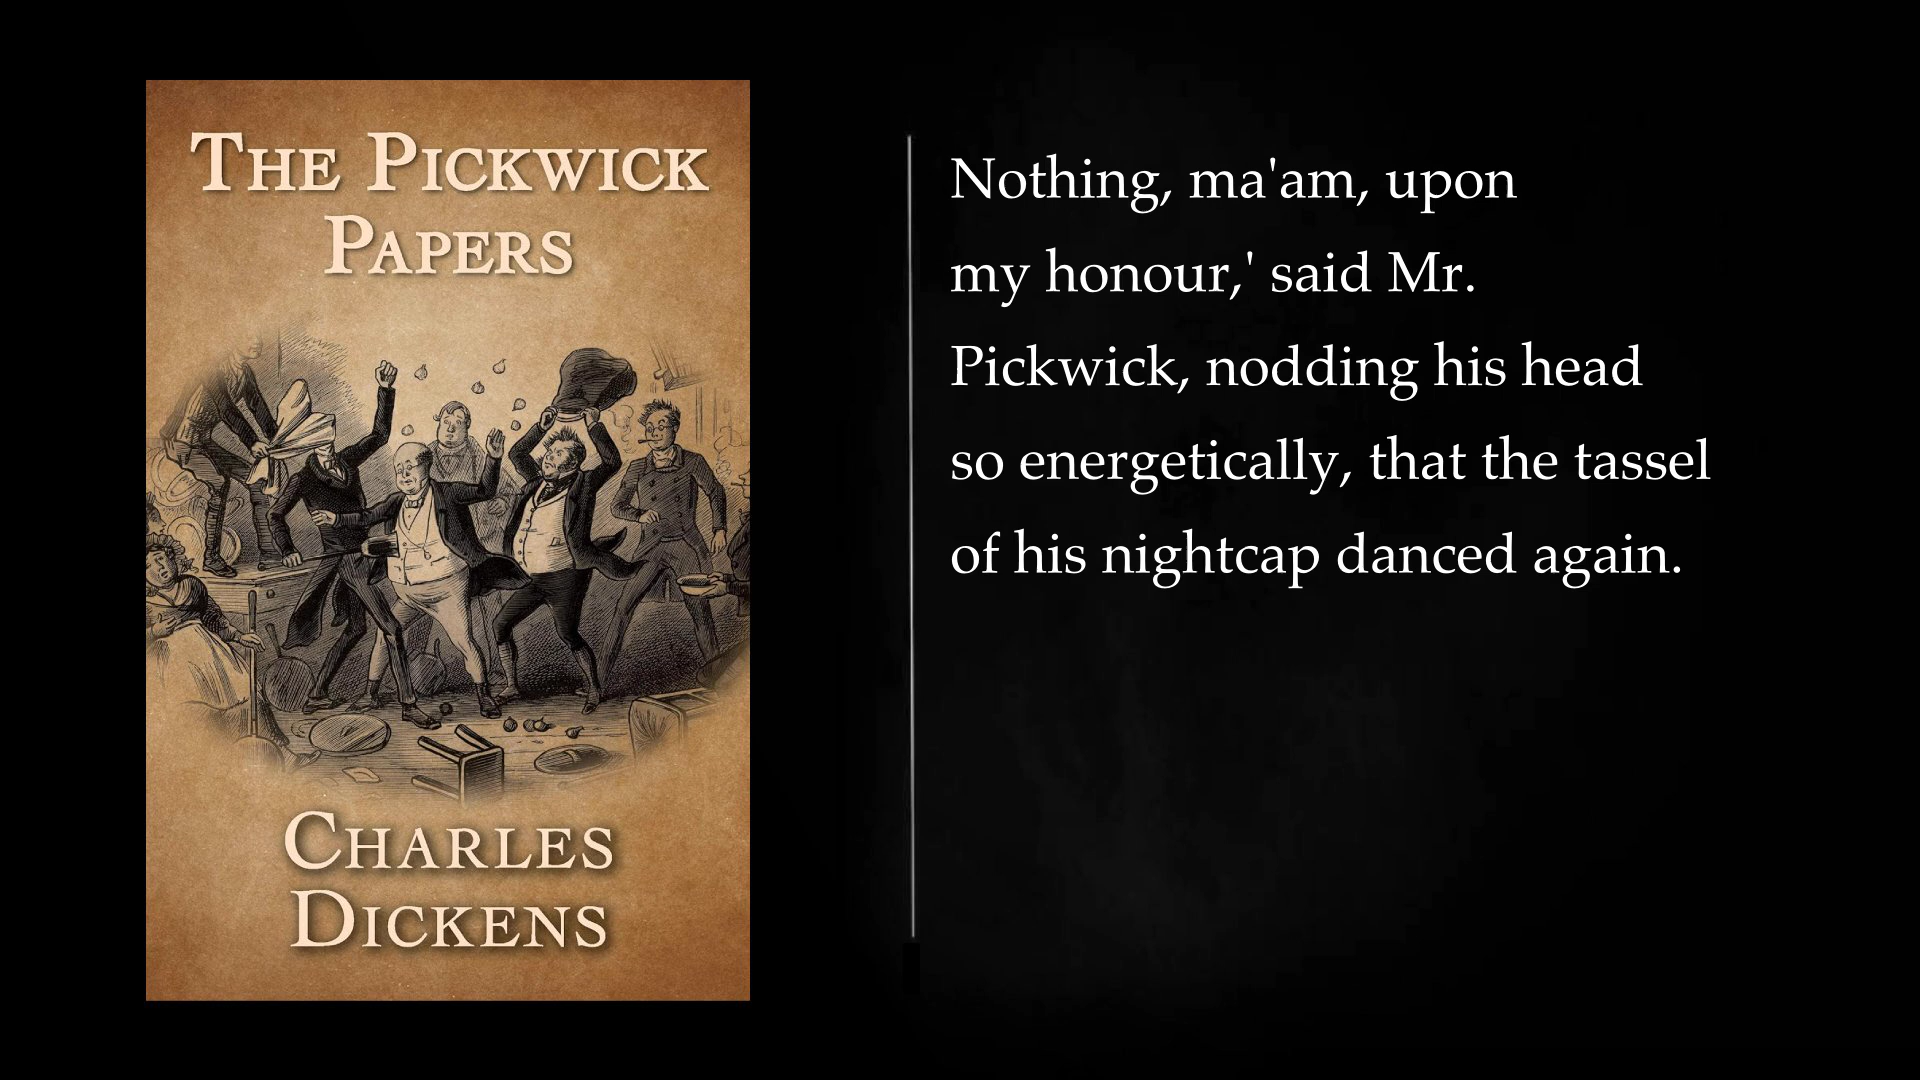 THE PICKWICK
PAPERS
CHARLES
DICKENS
Nothing, ma'am, upon
my honour,' said Mr.
Pickwick, nodding his head
so energetically, that the tassel
of his nightcap danced again.